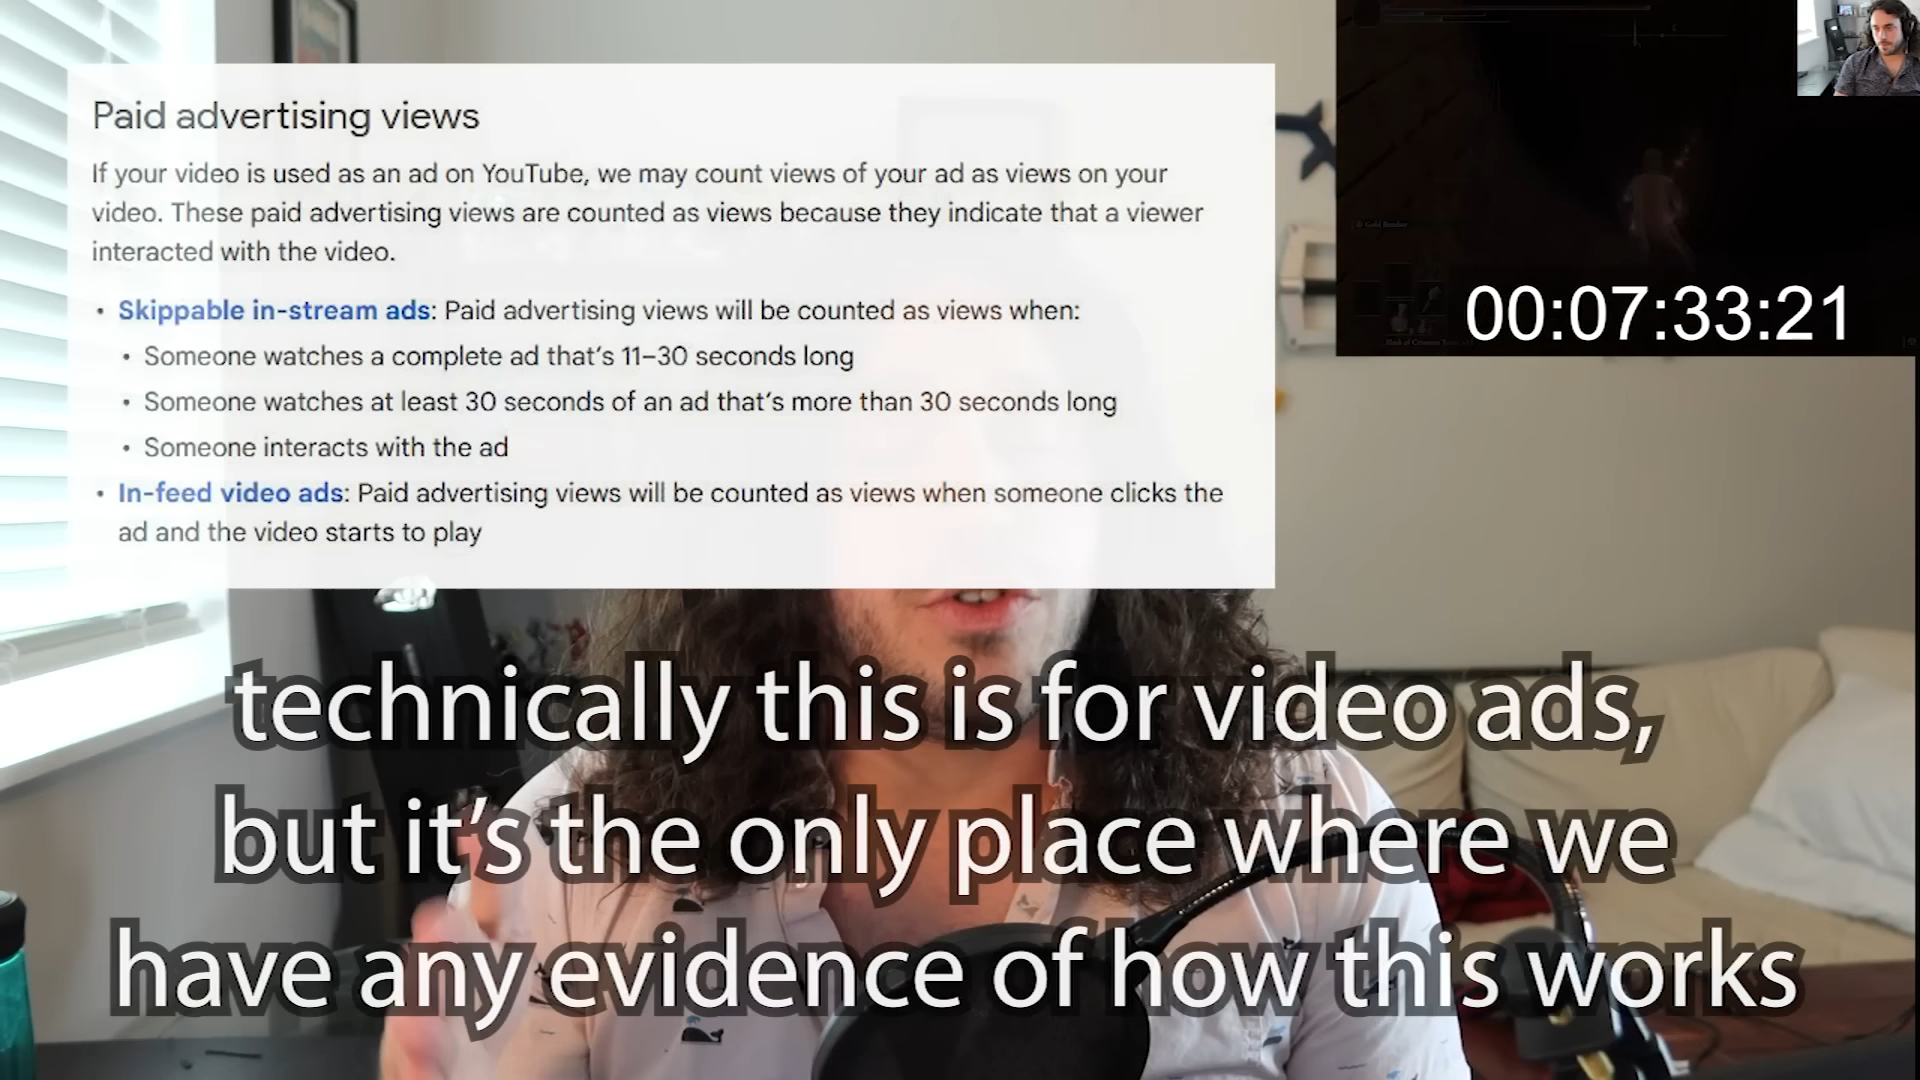 Paid advertising views
If your video is used as an ad on YouTube, we may count views of your ad as views on your
video. These paid advertising views are counted as views because they indicate that a viewer
interacted with the video.
• Skippable in-stream ads: Paid advertising views will be counted as views when:
• Someone watches a complete ad that's 11–30 seconds long
• Someone watches at least 30 seconds of an ad that's more than 30 seconds long
• Someone interacts with the ad
• In-feed video ads: Paid advertising views will be counted as views when someone clicks the
ad and the video starts to play
00:07:33:21
technically this is for video ads,
but it's the only place where we
have any evidence of how this works